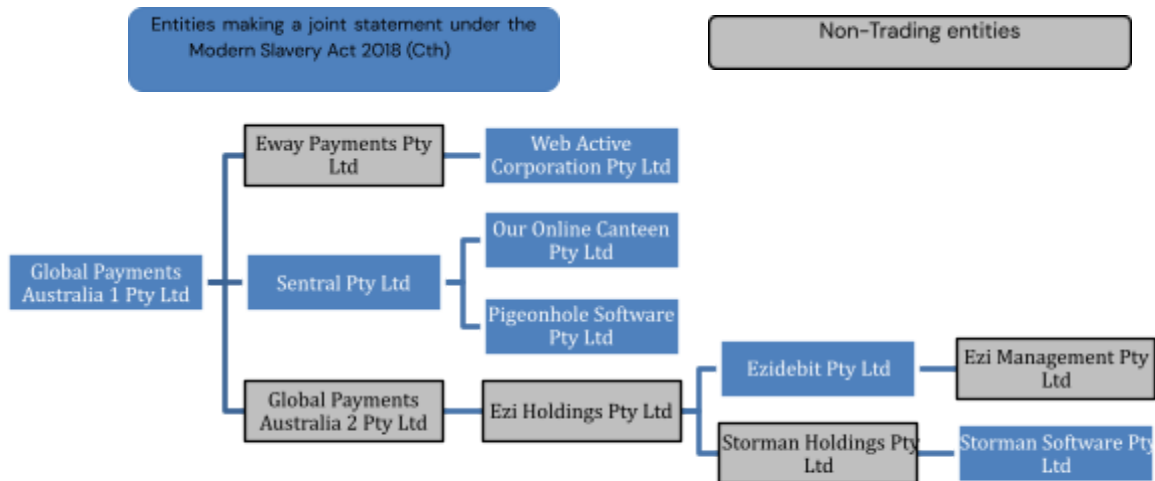 Entities making a joint statement under the
Modern Slavery Act 2018 (Cth)
Non-Trading entities
Eway Payments Pty
Ltd
Web Active
Corporation Pty Ltd
Our Online Canteen
Pty Ltd
Global Payments
Australia 1 Pty Ltd
Sentral Pty Ltd
Pigeonhole Software
Pty Ltd
Global Payments
Australia 2 Pty Ltd
Ezi Holdings Pty Ltd
Ezidebit Pty Ltd
Ezi Management Pty
Ltd
Storman Holdings Pty
Ltd
Storman Software Pty
Ltd